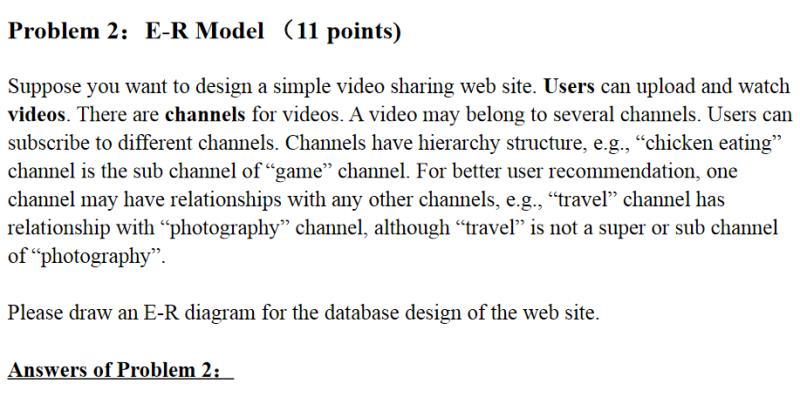 Problem 2： E-R Model （11 points)
Suppose you want to design a simple video sharing web site. Users can upload and watch
videos. There are channels for videos. A video may belong to several channels. Users can
subscribe to different channels. Channels have hierarchy structure, e.g., “chicken eating”
channel is the sub channel of “game” channel. For better user recommendation, one
channel may have relationships with any other channels, e.g., “travel” channel has
relationship with “photography” channel, although “travel” is not a super or sub channel
of “photography”.
Please draw an E-R diagram for the database design of the web site.
Answers of Problem 2：